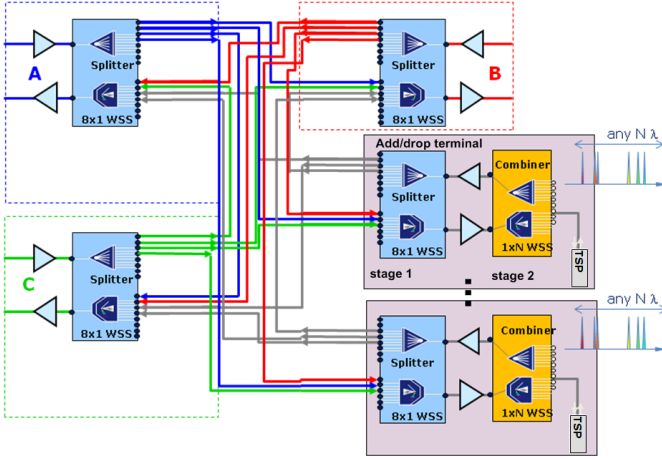 A
Splitter
8x1 WSS
Splitter
B
8x1 WSS
Add/drop terminal
Combiner
any N λ
Splitter
8x1 WSS
1xN WSS
TSP
stage 1
stage 2
C
Splitter
8x1 WSS
Combiner
any N λ
Splitter
8x1 WSS
1xN WSS
TSP